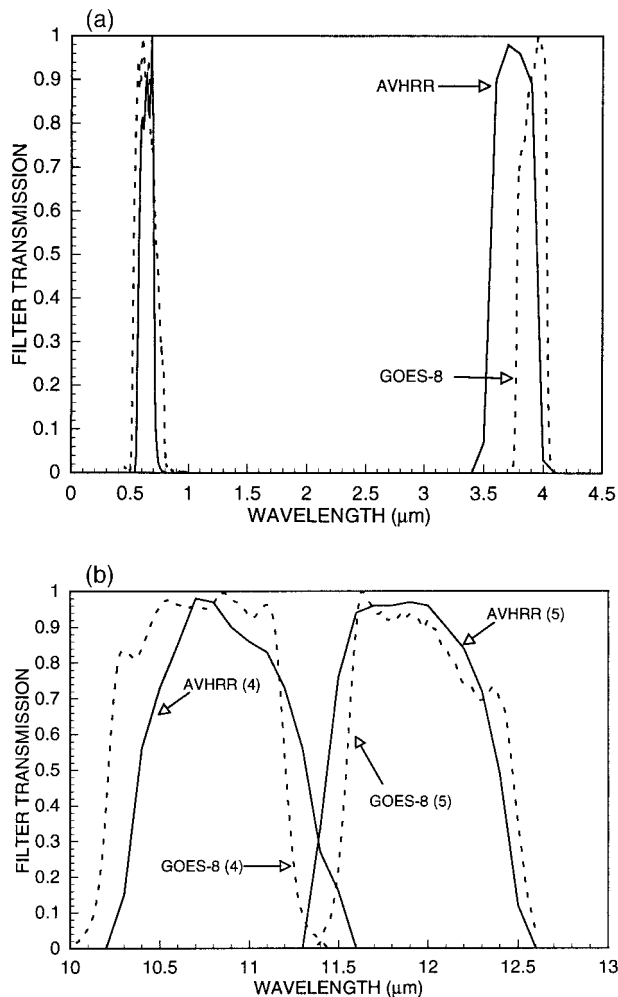 (a)
1
0.9
0.8
0.7
0.6
0.5
0.4
0.3
0.2
0.1
0
FILTER TRANSMISSION
AVHRR
GOES-8
0 0.5 1 1.5 2 2.5 3 3.5 4 4.5
WAVELENGTH (µm)
(b)
1
0.9
0.8
0.7
0.6
0.5
0.4
0.3
0.2
0.1
0
FILTER TRANSMISSION
AVHRR (5)
AVHRR (4)
GOES-8 (5)
GOES-8 (4)
10 10.5 11 11.5 12 12.5 13
WAVELENGTH (µm)